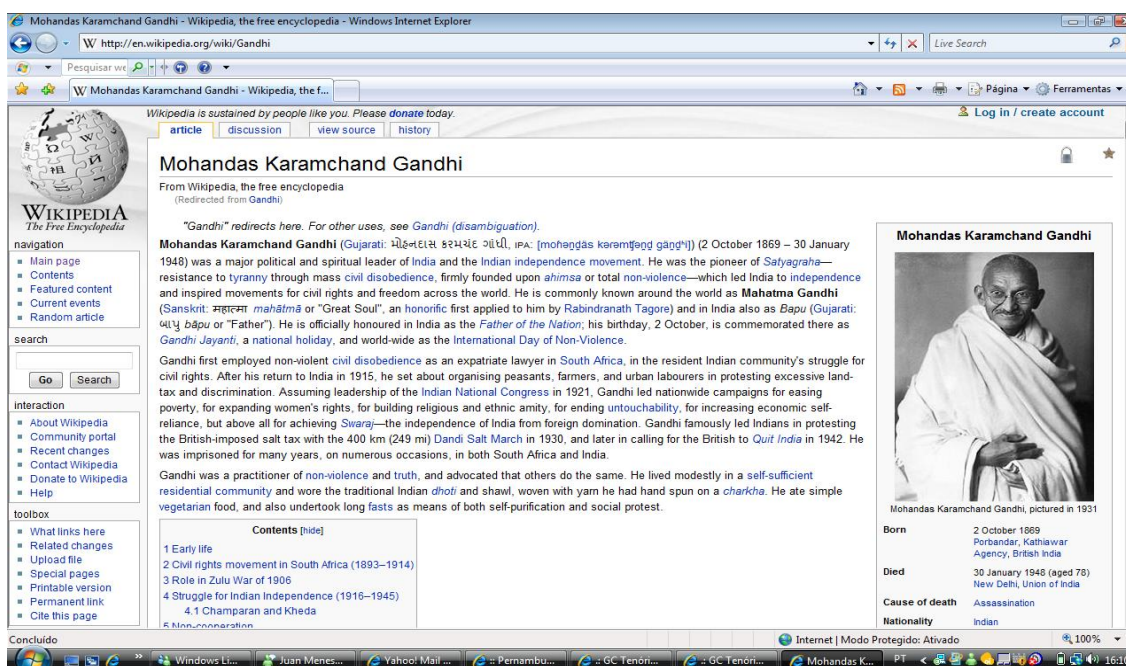 Mohandas Karamchand Gandhi - Wikipedia, the free encyclopedia - Windows Internet Explorer
http://en.wikipedia.org/wiki/Gandhi
Live Search
Pesquisar we
Mohandas Karamchand Gandhi - Wikipedia, the f...
Página
Ferramentas
WIKIPEDIA
The Free Encyclopedia
navigation
Main page
Contents
Featured content
Current events
Random article
search
Go
Search
interaction
About Wikipedia
Community portal
Recent changes
Contact Wikipedia
Donate to Wikipedia
Help
toolbox
What links here
Related changes
Upload file
Special pages
Printable version
Permanent link
Cite this page
Wikipedia is sustained by people like you. Please donate today.
Log in / create account
article
discussion
view source
history
Mohandas Karamchand Gandhi
From Wikipedia, the free encyclopedia
(Redirected from Gandhi)
"Gandhi" redirects here. For other uses, see Gandhi (disambiguation).
Mohandas Karamchand Gandhi (Gujarati: મોહનદાસ કરમચંદ ગાંધી, IPA: [mohən̪d̪äs kərəmtʃən̪d̪ gän̪d̪ʱi]) (2 October 1869 – 30 January
1948) was a major political and spiritual leader of India and the Indian independence movement. He was the pioneer of Satyagraha—
resistance to tyranny through mass civil disobedience, firmly founded upon ahimsa or total non-violence—which led India to independence
and inspired movements for civil rights and freedom across the world. He is commonly known around the world as Mahatma Gandhi
(Sanskrit: महात्मा mahātmā or "Great Soul", an honorific first applied to him by Rabindranath Tagore) and in India also as Bapu (Gujarati:
બાપુ bāpu or "Father"). He is officially honoured in India as the Father of the Nation; his birthday, 2 October, is commemorated there as
Gandhi Jayanti, a national holiday, and world-wide as the International Day of Non-Violence.
Gandhi first employed non-violent civil disobedience as an expatriate lawyer in South Africa, in the resident Indian community's struggle for
civil rights. After his return to India in 1915, he set about organising peasants, farmers, and urban labourers in protesting excessive land-
tax and discrimination. Assuming leadership of the Indian National Congress in 1921, Gandhi led nationwide campaigns for easing
poverty, for expanding women's rights, for building religious and ethnic amity, for ending untouchability, for increasing economic self-
reliance, but above all for achieving Swaraj—the independence of India from foreign domination. Gandhi famously led Indians in protesting
the British-imposed salt tax with the 400 km (249 mi) Dandi Salt March in 1930, and later in calling for the British to Quit India in 1942. He
was imprisoned for many years, on numerous occasions, in both South Africa and India.
Gandhi was a practitioner of non-violence and truth, and advocated that others do the same. He lived modestly in a self-sufficient
residential community and wore the traditional Indian dhoti and shawl, woven with yarn he had hand spun on a charkha. He ate simple
vegetarian food, and also undertook long fasts as means of both self-purification and social protest.
Contents [hide]
1 Early life
2 Civil rights movement in South Africa (1893–1914)
3 Role in Zulu War of 1906
4 Struggle for Indian Independence (1916–1945)
4.1 Champaran and Kheda
5 Non-cooperation
Mohandas Karamchand Gandhi
Mohandas Karamchand Gandhi, pictured in 1931
Born 2 October 1869
Porbandar, Kathiawar
Agency, British India
Died 30 January 1948 (aged 78)
New Delhi, Union of India
Cause of death Assassination
Nationality Indian
Concluído
Internet | Modo Protegido: Ativado
100%
Windows Li...
Juan Menes...
Yahoo! Mail ...
:: Pernambu...
.: GC Tenóri...
.: GC Tenóri...
Mohandas K...
PT